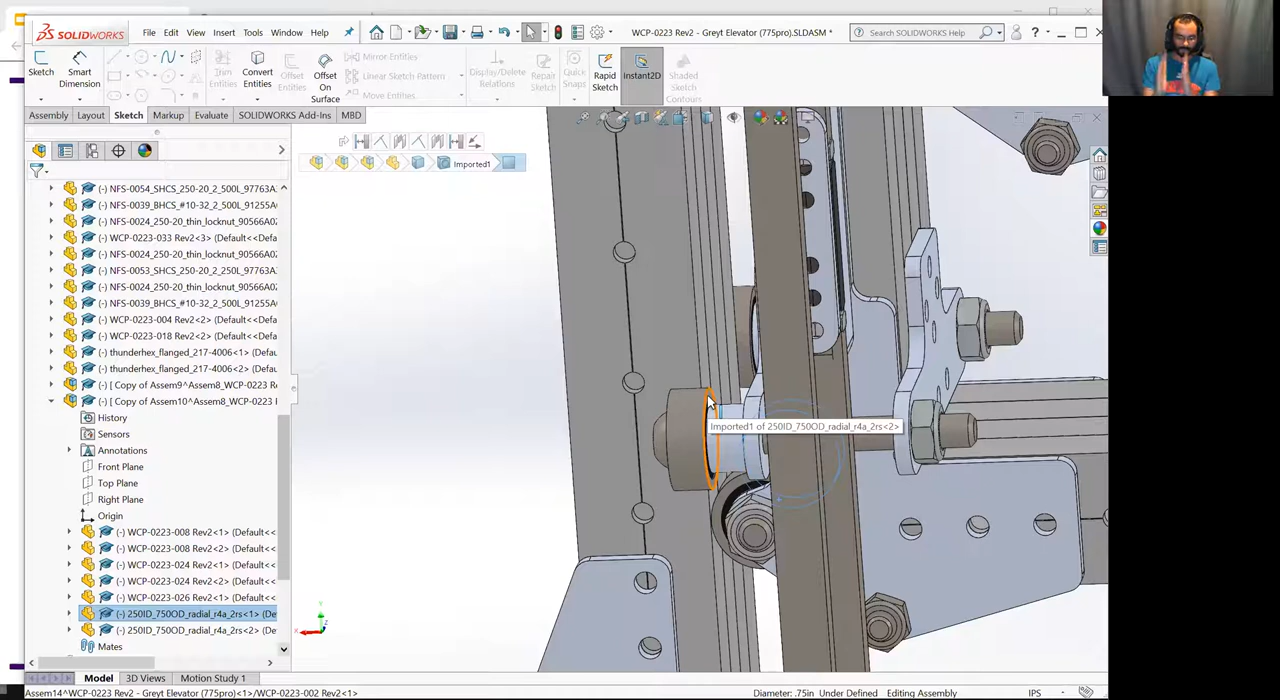 SOLIDWORKS File Edit View Insert Tools Window Help WCP-0223 Rev2 - Greyt Elevator (775pro).SLDASM * Search SOLIDWORKS Help
Sketch Smart Dimension Trim Entities Convert Entities Offset Entities Offset On Surface Mirror Entities Linear Sketch Pattern Move Entities Display/Delete Relations Repair Sketch Quick Snaps Rapid Sketch Instant2D Shaded Sketch Contours
Assembly Layout Sketch Markup Evaluate SOLIDWORKS Add-Ins MBD
Imported1
(-) NFS-0054_SHCS_250-20_2_500L_97763A
(-) NFS-0039_BHCS_#10-32_2_500L_91255A
(-) NFS-0024_250-20_thin_locknut_90566A0
(-) WCP-0223-033 Rev2<3> (Default<<Defa
(-) NFS-0024_250-20_thin_locknut_90566A0
(-) NFS-0053_SHCS_250-20_2_250L_97763A
(-) NFS-0024_250-20_thin_locknut_90566A0
(-) NFS-0039_BHCS_#10-32_2_500L_91255A
(-) WCP-0223-004 Rev2<2> (Default<<Defa
(-) WCP-0223-018 Rev2<2> (Default<<Defa
(-) thunderhex_flanged_217-4006<1> (Defau
(-) thunderhex_flanged_217-4006<2> (Defau
(-) [ Copy of Assem9^Assem8_WCP-0223 R
(-) [ Copy of Assem10^Assem8_WCP-0223
History
Sensors
Annotations
Front Plane
Top Plane
Right Plane
Origin
(-) WCP-0223-008 Rev2<1> (Default<<
(-) WCP-0223-008 Rev2<2> (Default<<
(-) WCP-0223-024 Rev2<1> (Default<<
(-) WCP-0223-024 Rev2<2> (Default<<
(-) WCP-0223-026 Rev2<1> (Default<<
(-) 250ID_750OD_radial_r4a_2rs<1> (De
(-) 250ID_750OD_radial_r4a_2rs<2> (De
Mates
Imported1 of 250ID_750OD_radial_r4a_2rs<2>
Model 3D Views Motion Study 1
Assem14^WCP-0223 Rev2 - Greyt Elevator (775pro)<1>/WCP-0223-002 Rev2<1> Diameter: .75in Under Defined Editing Assembly IPS